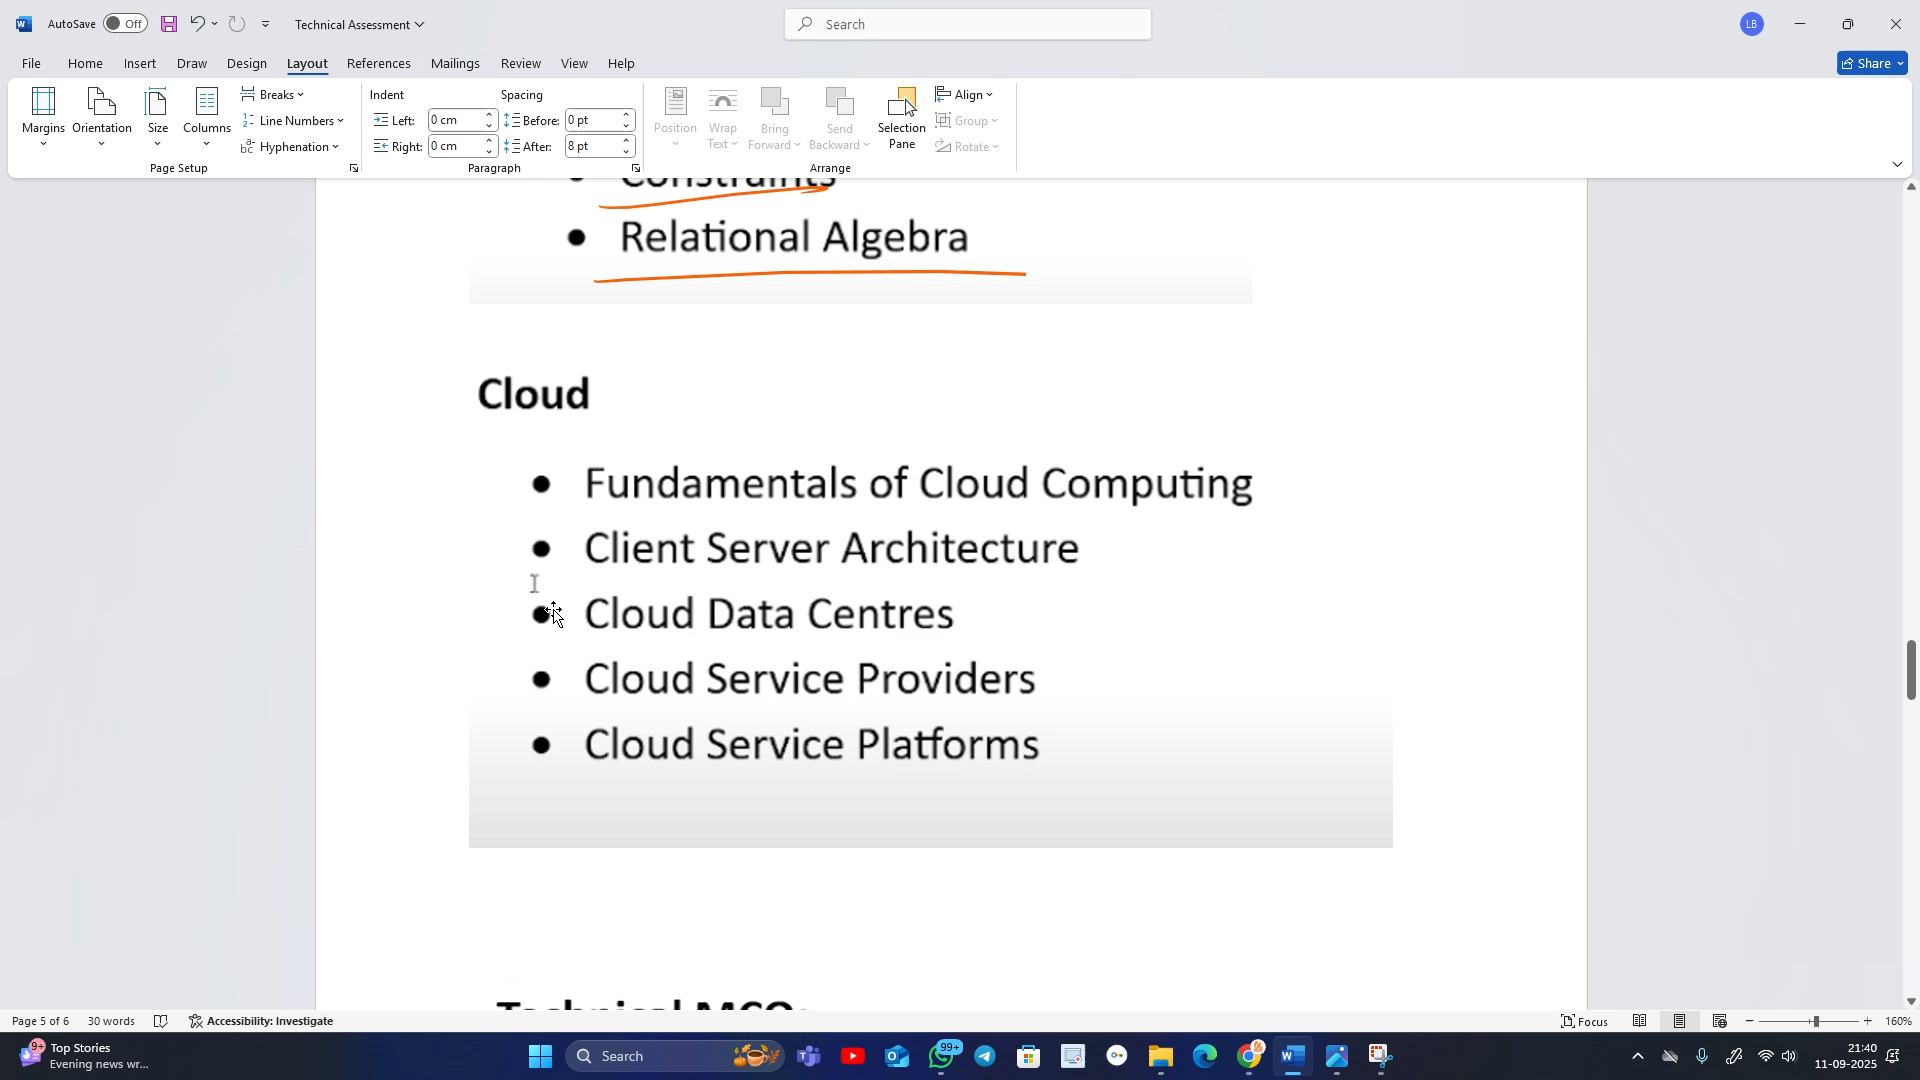 AutoSave Off Technical Assessment Search LB
File Home Insert Draw Design Layout References Mailings Review View Help Share
Margins Orientation Size Columns Breaks Line Numbers Hyphenation
Page Setup
Indent Spacing
Left: 0 cm Before: 0 pt
Right: 0 cm After: 8 pt
Paragraph
Position Wrap Text Bring Forward Send Backward Selection Pane Align Group Rotate
Arrange
Constraints
Relational Algebra
Cloud
Fundamentals of Cloud Computing
Client Server Architecture
Cloud Data Centres
Cloud Service Providers
Cloud Service Platforms
Technical MCQ:
Page 5 of 6 30 words Accessibility: Investigate Focus 160%
9+ Top Stories
Evening news wr...
Search
99+
21:40
11-09-2025